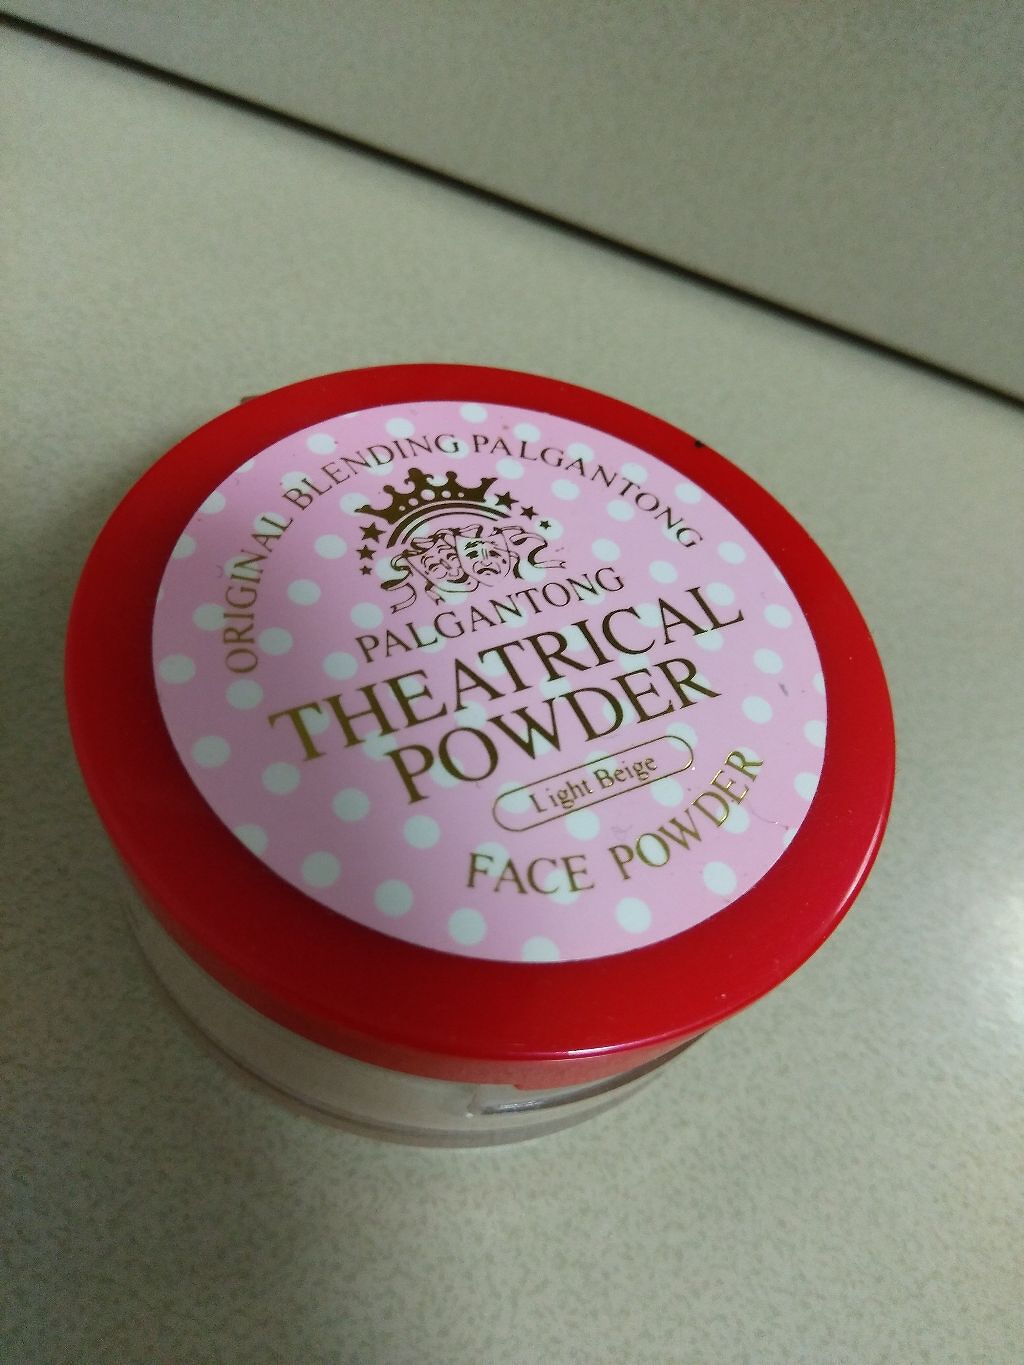 ORIGINAL BLENDING PALGANTONG
PALGANTONG
THEATRICAL
POWDER
Light Beige
FACE POWDER